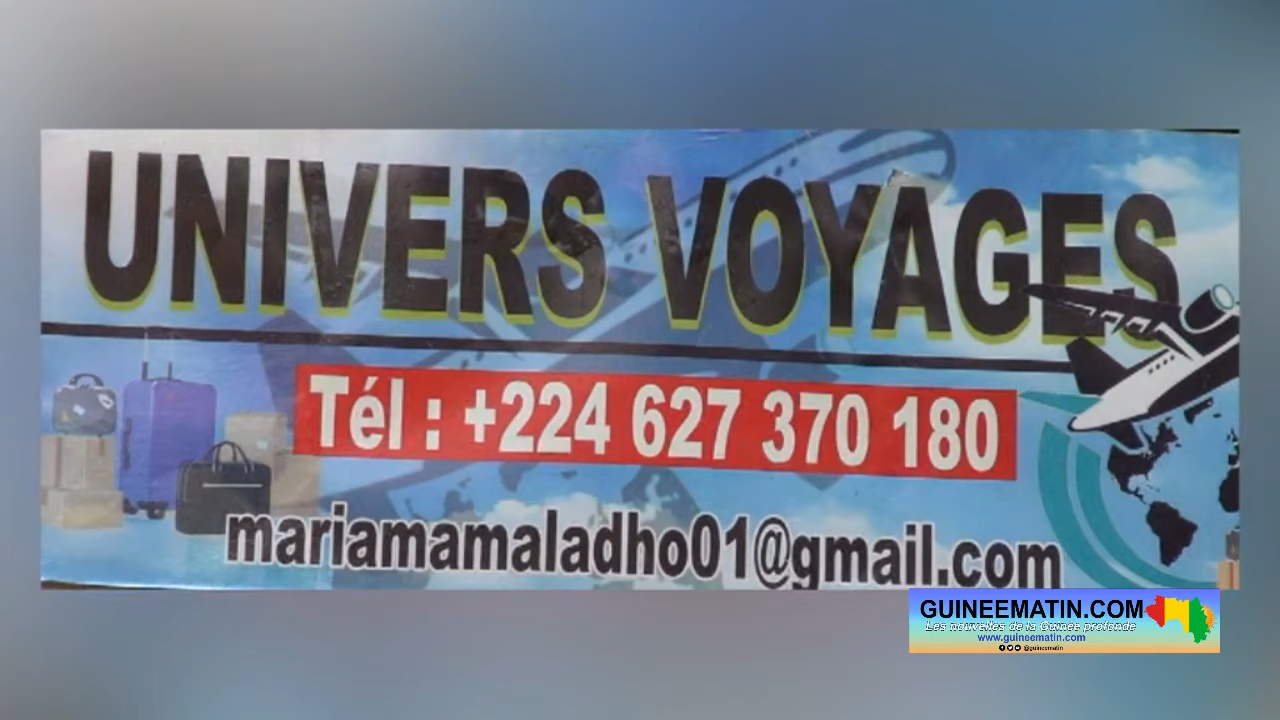 UNIVERS VOYAGES
Tél : +224 627 370 180
mariamamaladho01@gmail.com
GUINEEMATIN.COM
Les nouvelles de la Guinée profonde
www.guineematin.com
@guineematin